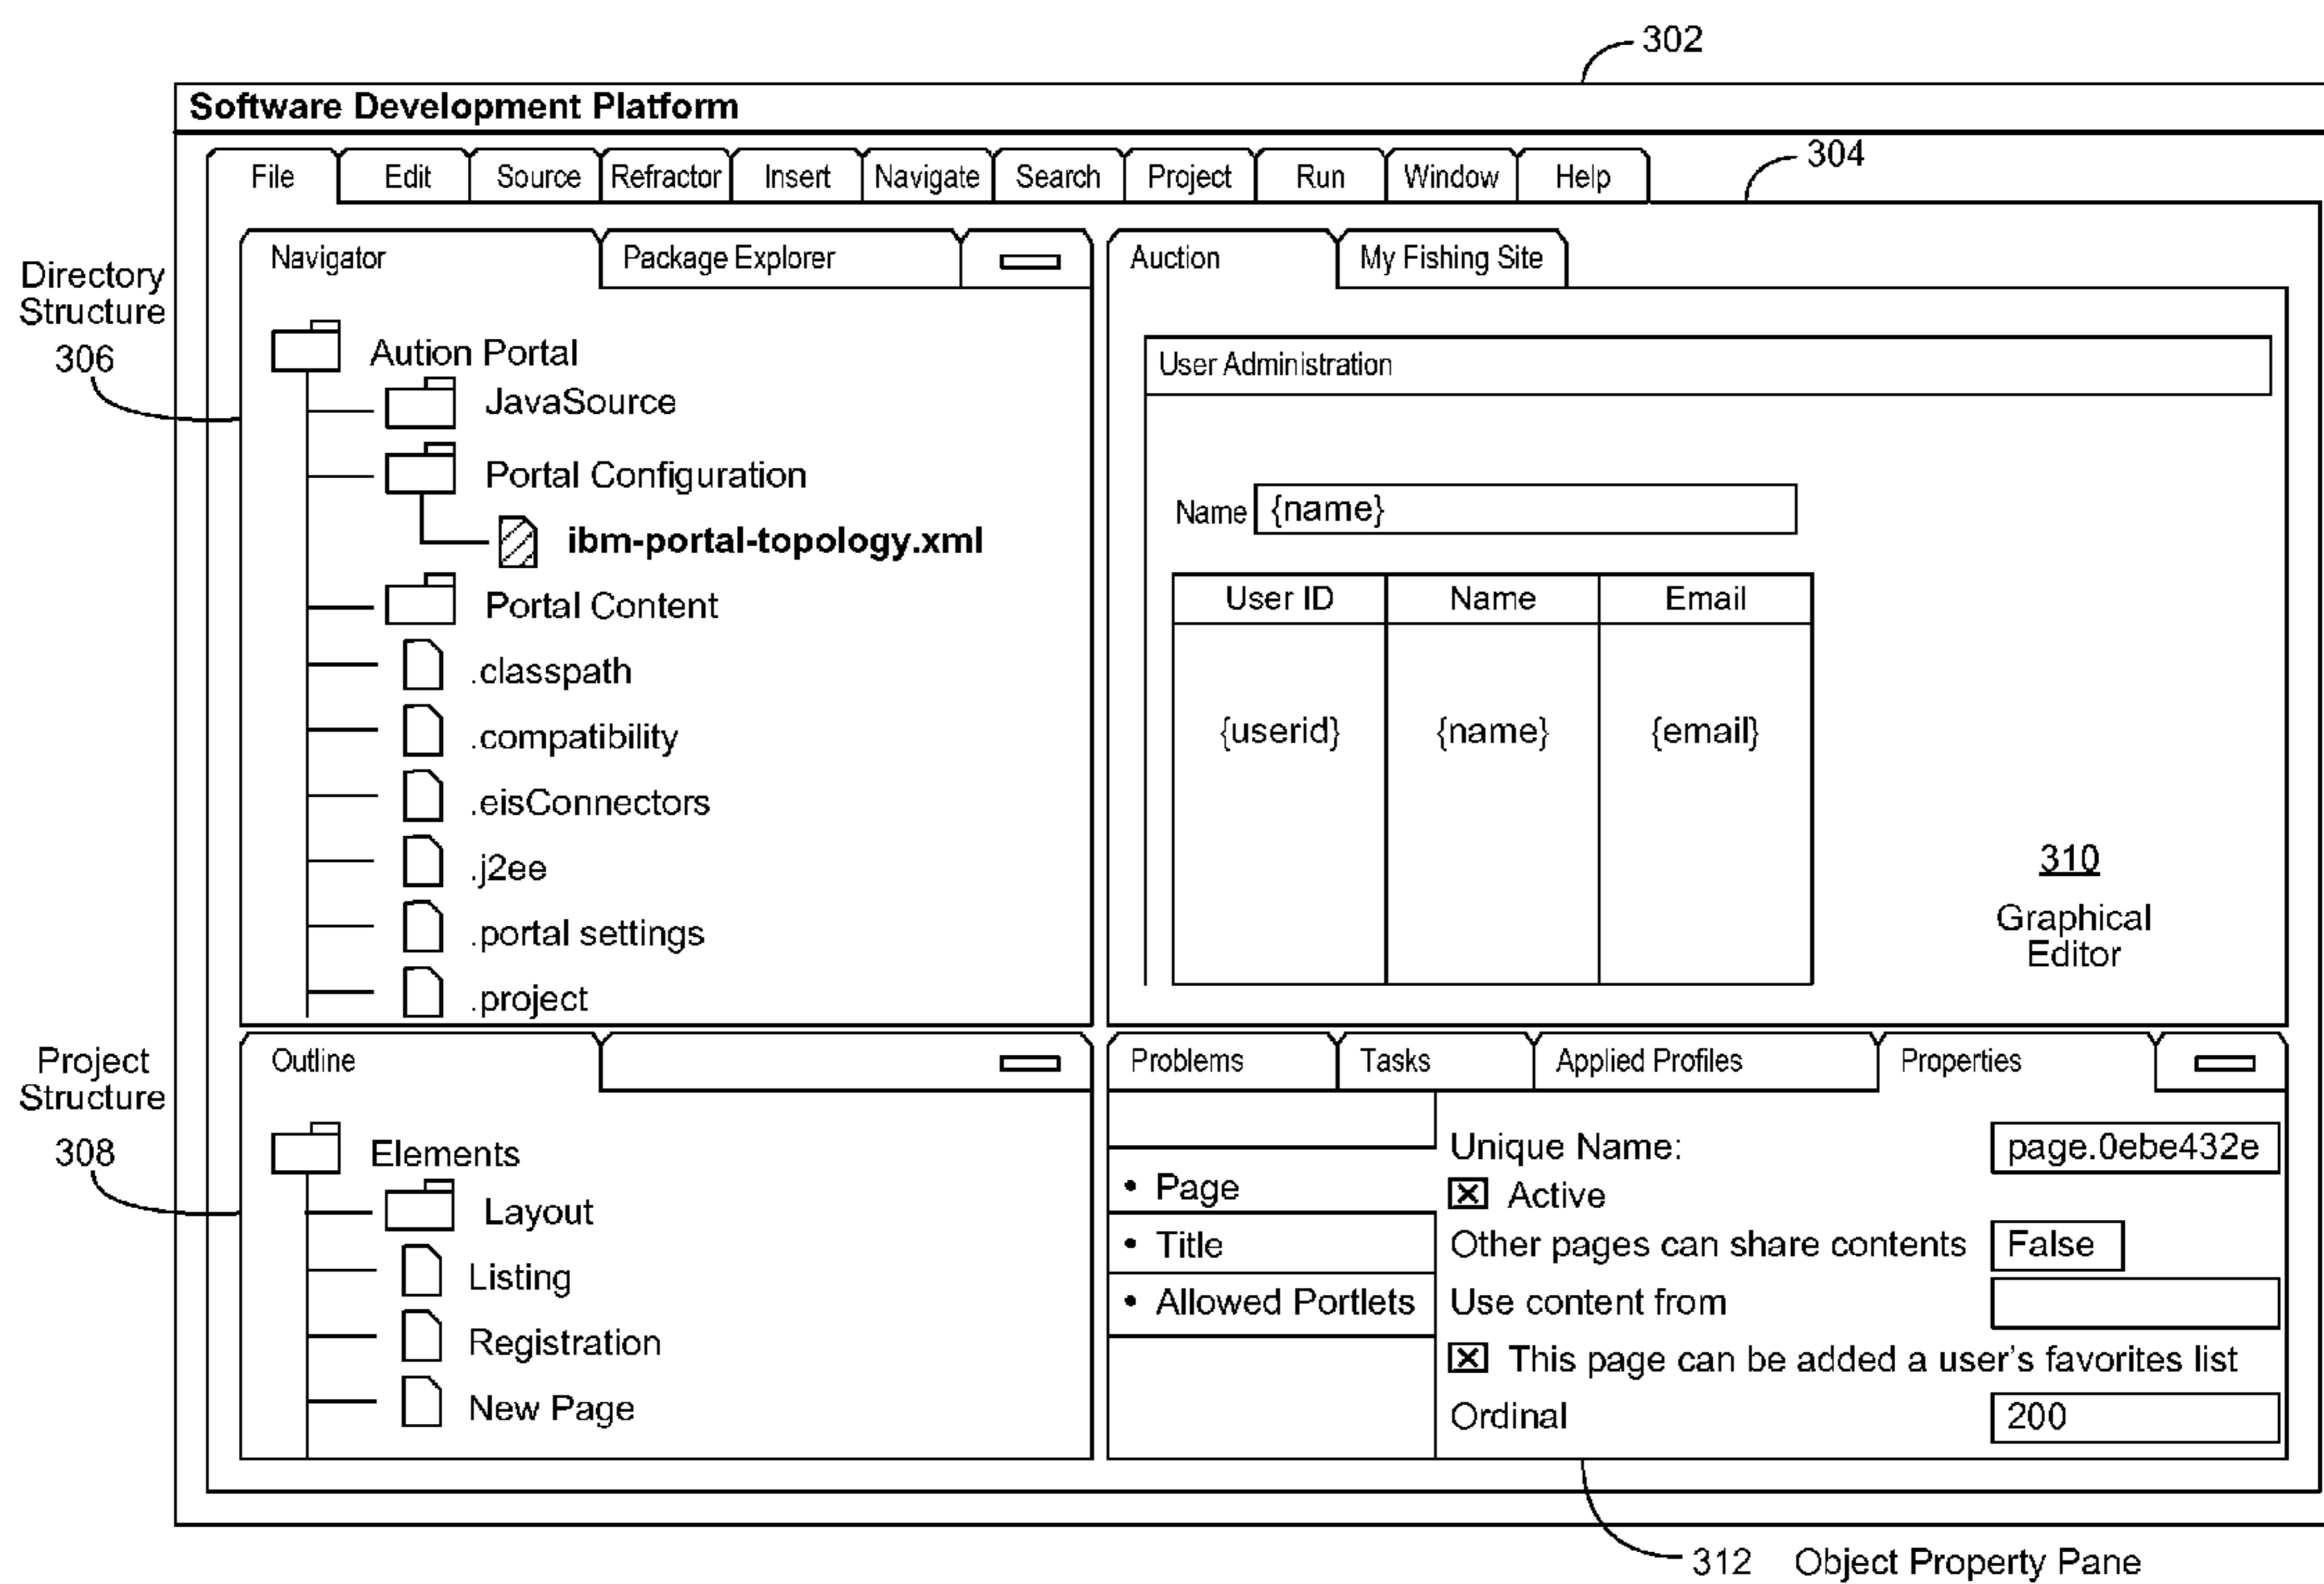 302
Software Development Platform
304
File Edit Source Refractor Insert Navigate Search Project Run Window Help
Directory
Structure
306
Navigator Package Explorer
Aution Portal
JavaSource
Portal Configuration
ibm-portal-topology.xml
Portal Content
.classpath
.compatibility
.eisConnectors
.j2ee
.portal settings
.project
Auction My Fishing Site
User Administration
Name {name}
User ID Name Email
{userid} {name} {email}
310
Graphical
Editor
Project
Structure
308
Outline
Elements
Layout
Listing
Registration
New Page
Problems Tasks Applied Profiles Properties
• Page
• Title
• Allowed Portlets
Unique Name: page.0ebe432e
Active
Other pages can share contents False
Use content from
This page can be added a user's favorites list
Ordinal 200
312 Object Property Pane